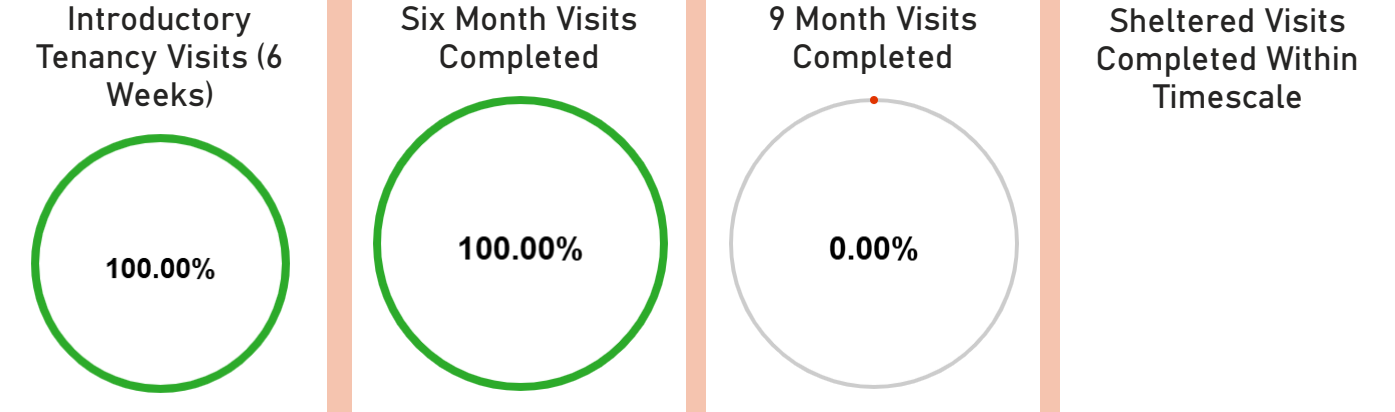 Introductory
Tenancy Visits (6
Weeks)
100.00%
Six Month Visits
Completed
100.00%
9 Month Visits
Completed
0.00%
Sheltered Visits
Completed Within
Timescale